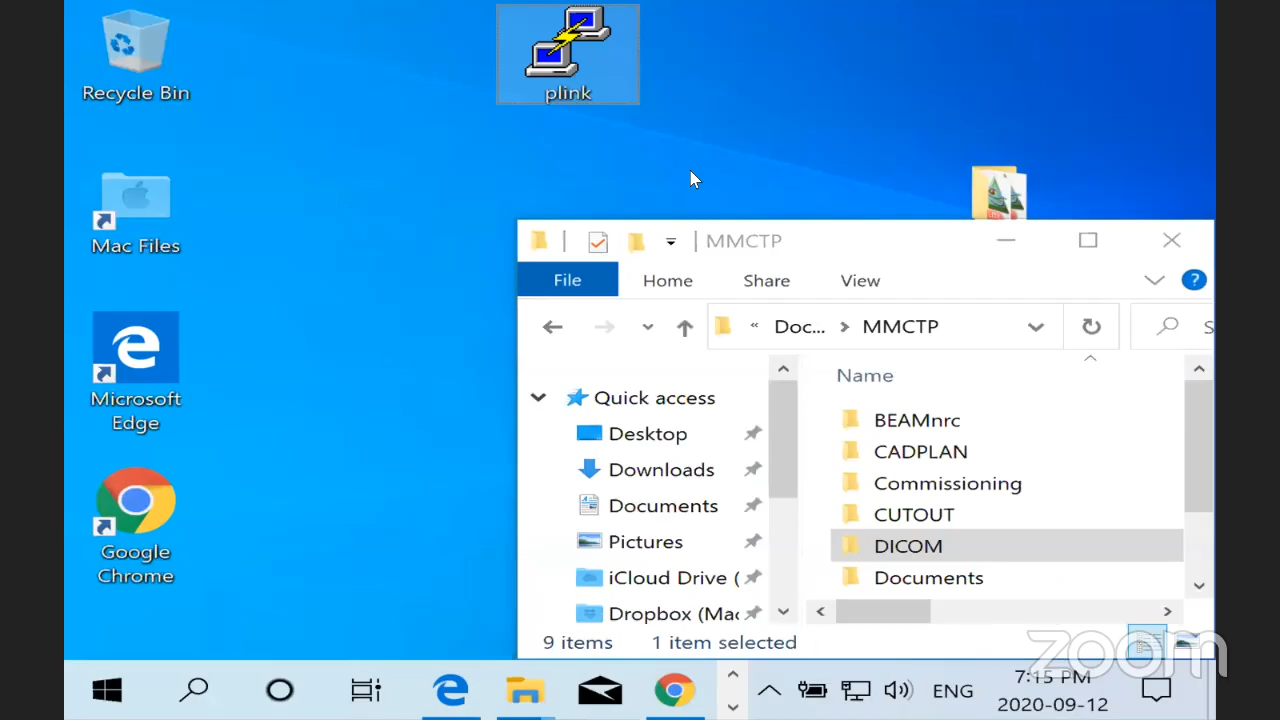 Recycle Bin
plink
Mac Files
Microsoft
Edge
Google
Chrome
MMCTP
File
Home
Share
View
?
« Doc... > MMCTP
S
Name
Quick access
Desktop
Downloads
Documents
Pictures
iCloud Drive (
Dropbox (Mac
BEAMnrc
CADPLAN
Commissioning
CUTOUT
DICOM
Documents
9 items
1 item selected
zoom
ENG
7:15 PM
2020-09-12